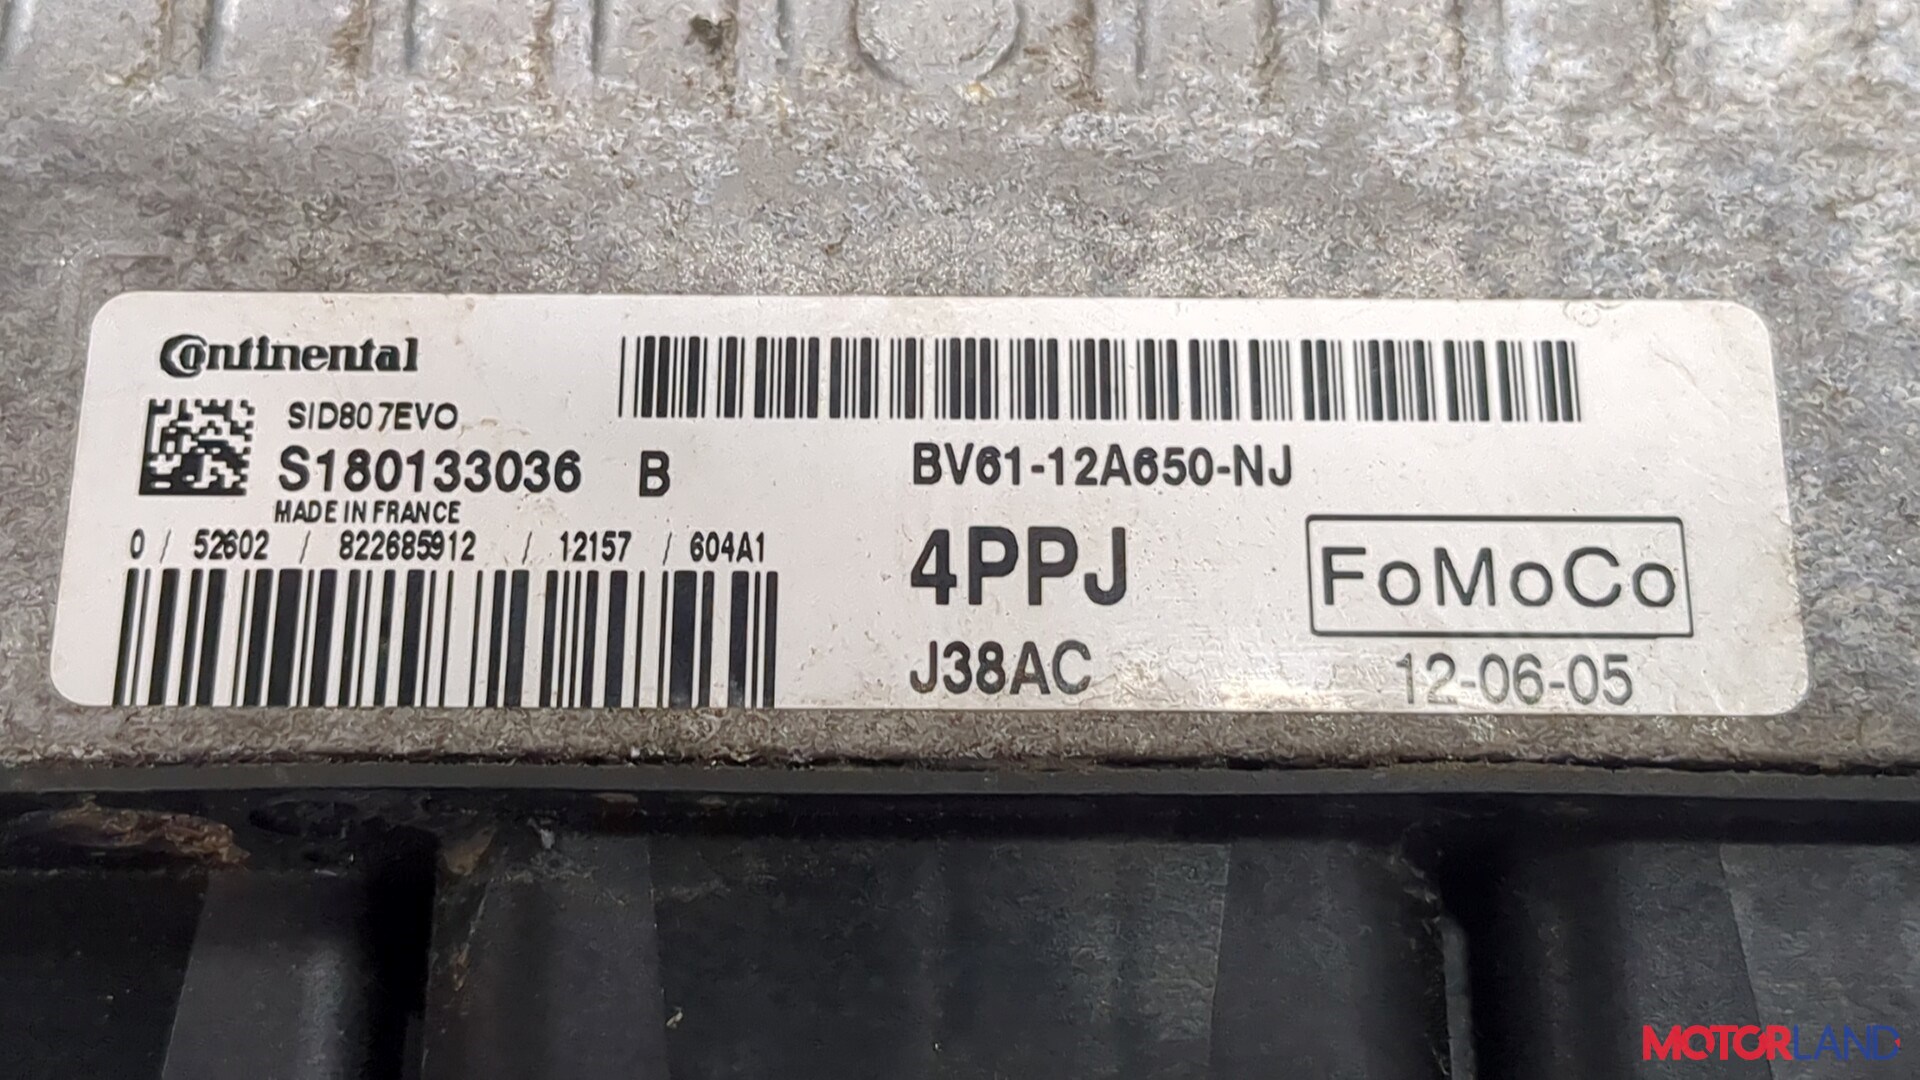 Continental
SID807EVO
S180133036 B
MADE IN FRANCE
0 / 52602 / 822685912 / 12157 / 604A1
BV61-12A650-NJ
4PPJ
FoMoCo
J38AC
12-06-05
MOTORLAND